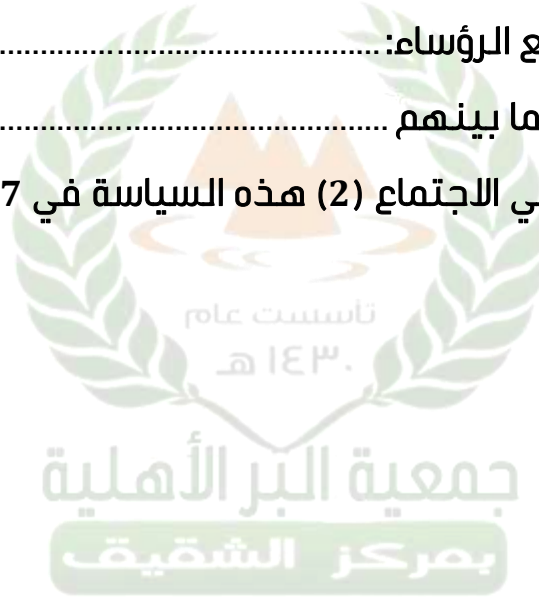 ع الرؤساء: ................................................
ما بينهم ................................................
ي الاجتماع (2) هذه السياسة في 7
تأسست عام
١٤٣٠ هـ
جمعية البر الأهلية
بمركز الشقيق